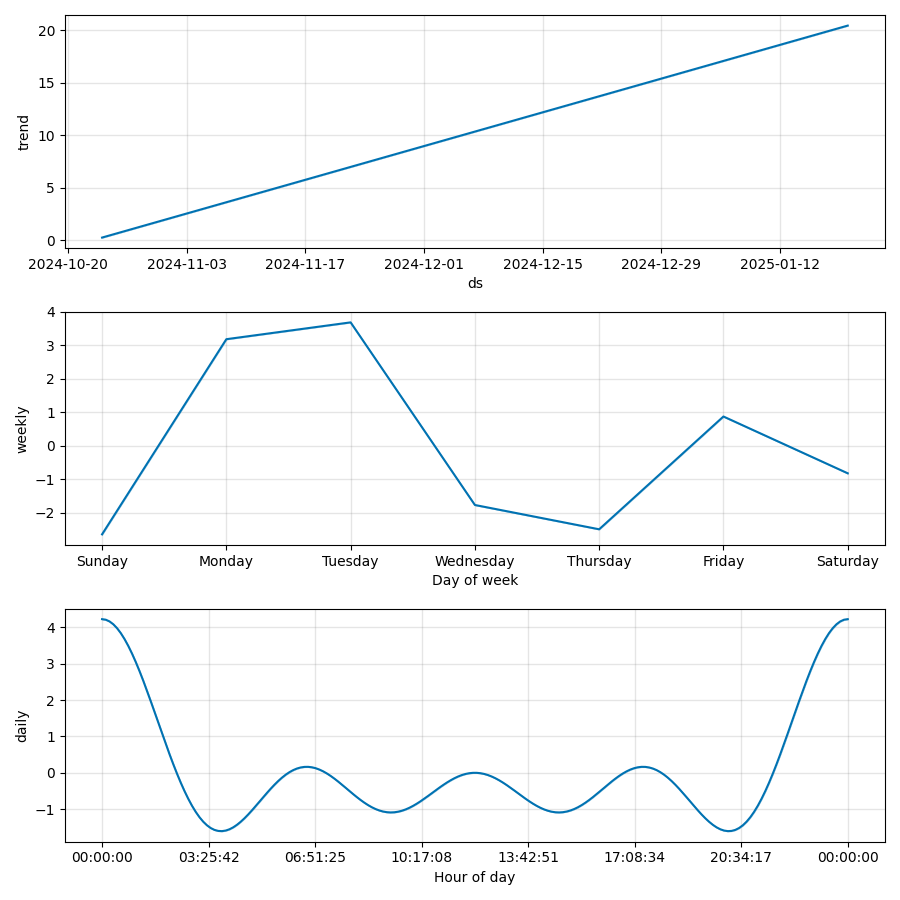 20
15
10
5
0
trend
2024-10-20 2024-11-03 2024-11-17 2024-12-01 2024-12-15 2024-12-29 2025-01-12
ds
4
3
2
1
0
−1
−2
weekly
Sunday Monday Tuesday Wednesday Thursday Friday Saturday
Day of week
4
3
2
1
0
−1
daily
00:00:00 03:25:42 06:51:25 10:17:08 13:42:51 17:08:34 20:34:17 00:00:00
Hour of day